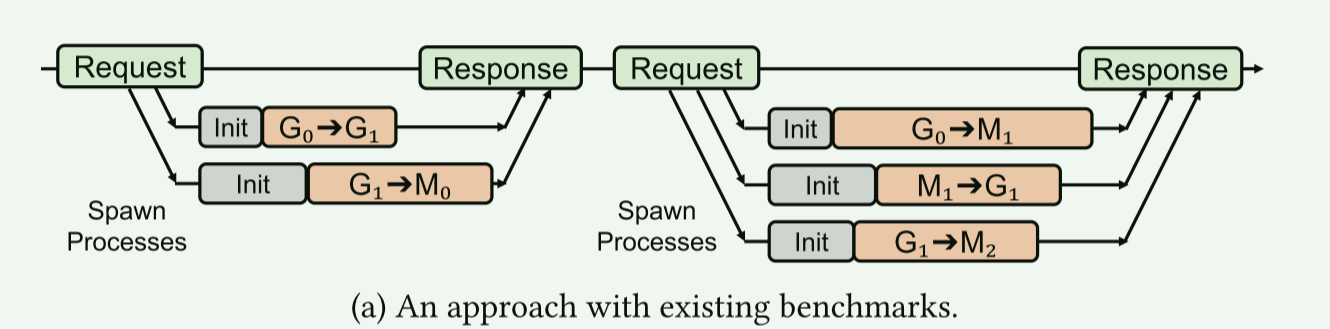 Request
Response
Request
Response
Init
G₀➔G₁
Init
G₁➔M₀
Spawn
Processes
Init
G₀➔M₁
Init
M₁➔G₁
Init
G₁➔M₂
Spawn
Processes
(a) An approach with existing benchmarks.